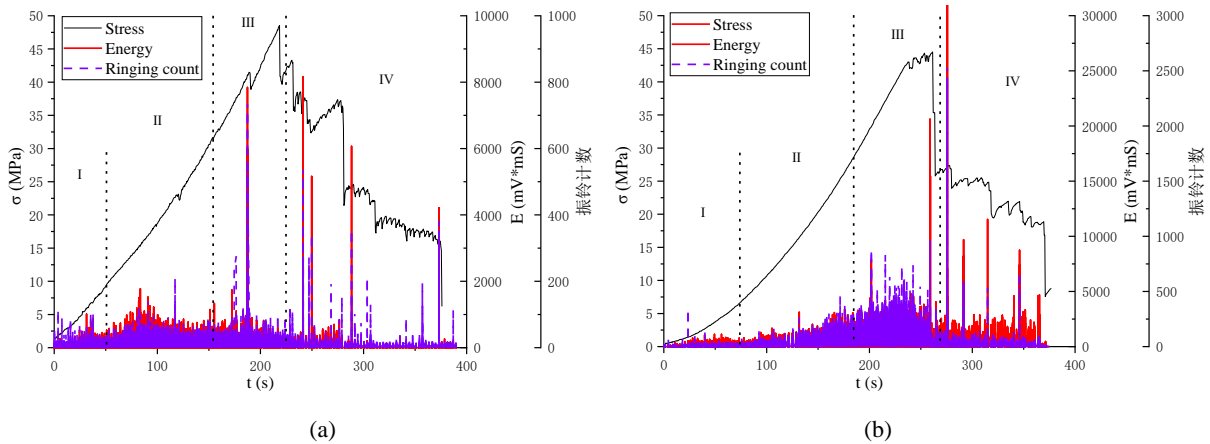 Stress
Energy
Ringing count
I
II
III
IV
50
45
40
35
30
25
20
15
10
5
0
σ (MPa)
0
100
200
300
400
t (s)
10000
8000
6000
4000
2000
0
E (mV*mS)
1000
800
600
400
200
0
振铃计数
(a)
Stress
Energy
Ringing count
I
II
III
IV
50
45
40
35
30
25
20
15
10
5
0
σ (MPa)
0
100
200
300
400
t (s)
30000
25000
20000
15000
10000
5000
0
E (mV*mS)
3000
2500
2000
1500
1000
500
0
振铃计数
(b)